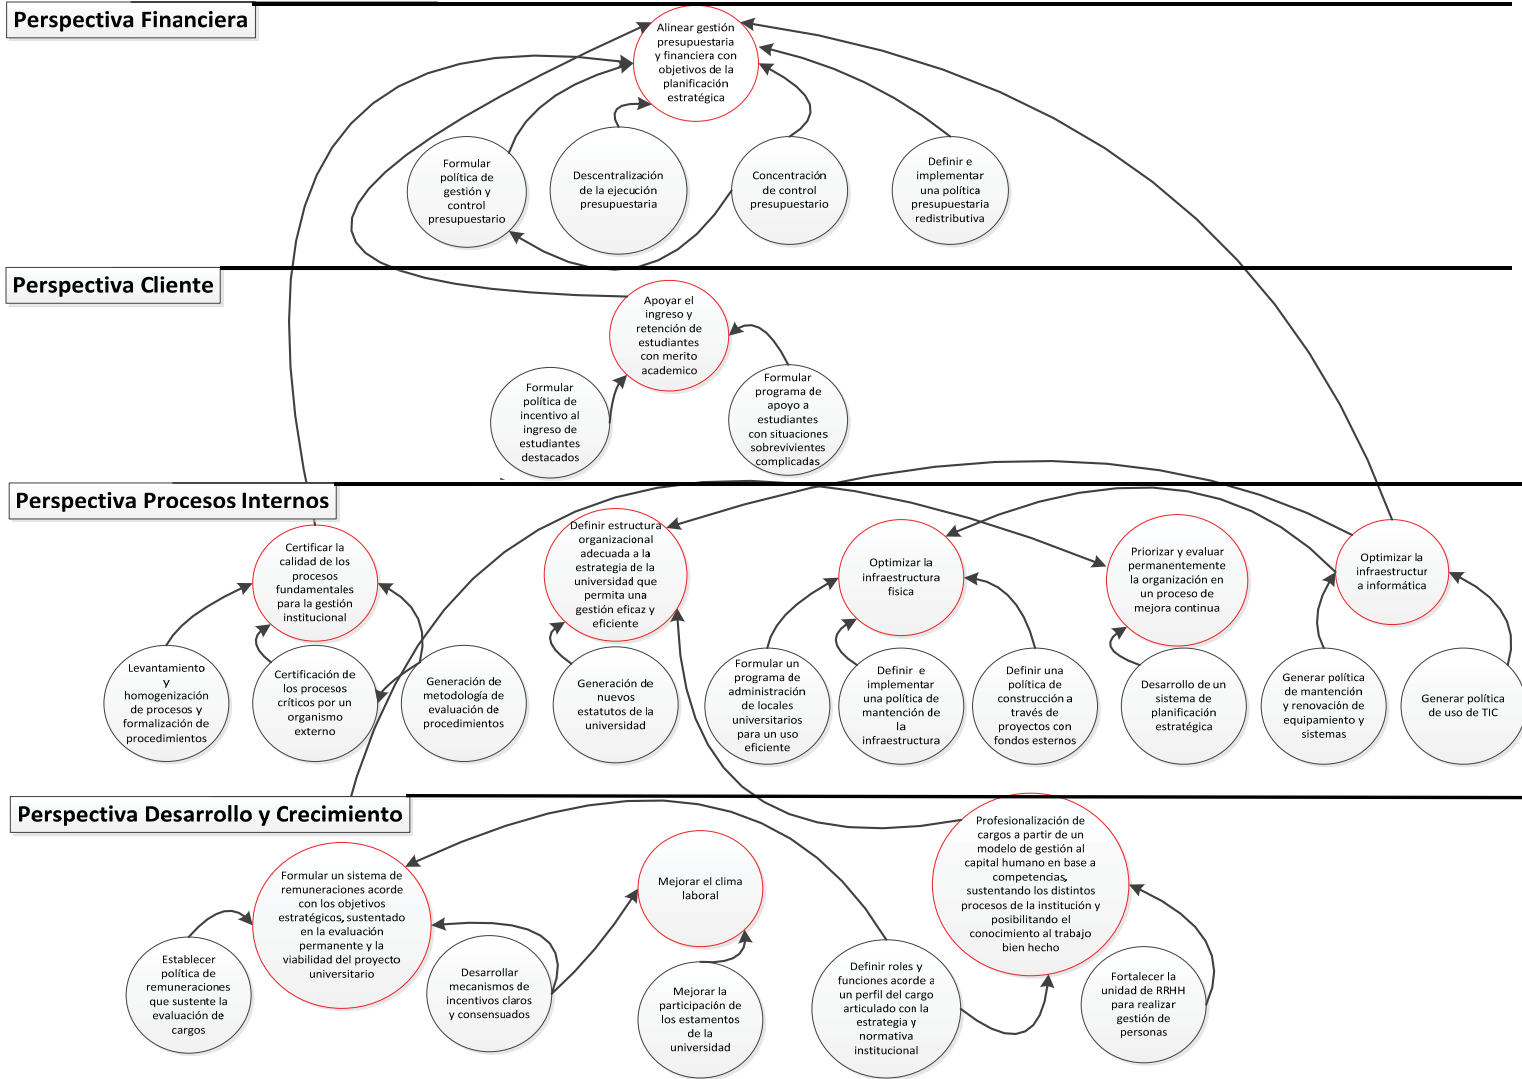 Perspectiva Financiera
Alinear gestión
presupuestaria
y financiera con
objetivos de la
planificación
estratégica
Formular
política de
gestión y
control
presupuestario
Descentralización
de la ejecución
presupuestaria
Concentración
de control
presupuestario
Definir e
implementar
una política
presupuestaria
redistributiva
Perspectiva Cliente
Apoyar el
ingreso y
retención de
estudiantes
con merito
academico
Formular
política de
incentivo al
ingreso de
estudiantes
destacados
Formular
programa de
apoyo a
estudiantes
con situaciones
sobrevivientes
complicadas
Perspectiva Procesos Internos
Certificar la
calidad de los
procesos
fundamentales
para la gestión
institucional
Definir estructura
organizacional
adecuada a la
estrategia de la
universidad que
permita una
gestión eficaz y
eficiente
Optimizar la
infraestructura
fisica
Priorizar y evaluar
permanentemente
la organización en
un proceso de
mejora continua
Optimizar la
infraestructur
a informática
Levantamiento
y
homogenización
de procesos y
formalización de
procedimientos
Certificación de
los procesos
críticos por un
organismo
externo
Generación de
metodología de
evaluación de
procedimientos
Generación de
nuevos
estatutos de la
universidad
Formular un
programa de
administración
de locales
universitarios
para un uso
eficiente
Definir e
implementar
una política de
mantención de
la
infraestructura
Definir una
política de
construcción a
través de
proyectos con
fondos esternos
Desarrollo de un
sistema de
planificación
estratégica
Generar política
de mantención
y renovación de
equipamiento y
sistemas
Generar política
de uso de TIC
Perspectiva Desarrollo y Crecimiento
Formular un sistema de
remuneraciones acorde
con los objetivos
estratégicos, sustentado
en la evaluación
permanente y la
viabilidad del proyecto
universitario
Mejorar el clima
laboral
Profesionalización de
cargos a partir de un
modelo de gestión al
capital humano en base a
competencias,
sustentando los distintos
procesos de la institución y
posibilitando el
conocimiento al trabajo
bien hecho
Establecer
política de
remuneraciones
que sustente la
evaluación de
cargos
Desarrollar
mecanismos de
incentivos claros
y consensuados
Mejorar la
participación de
los estamentos
de la
universidad
Definir roles y
funciones acorde a
un perfil del cargo
articulado con la
estrategia y
normativa
institucional
Fortalecer la
unidad de RRHH
para realizar
gestión de
personas